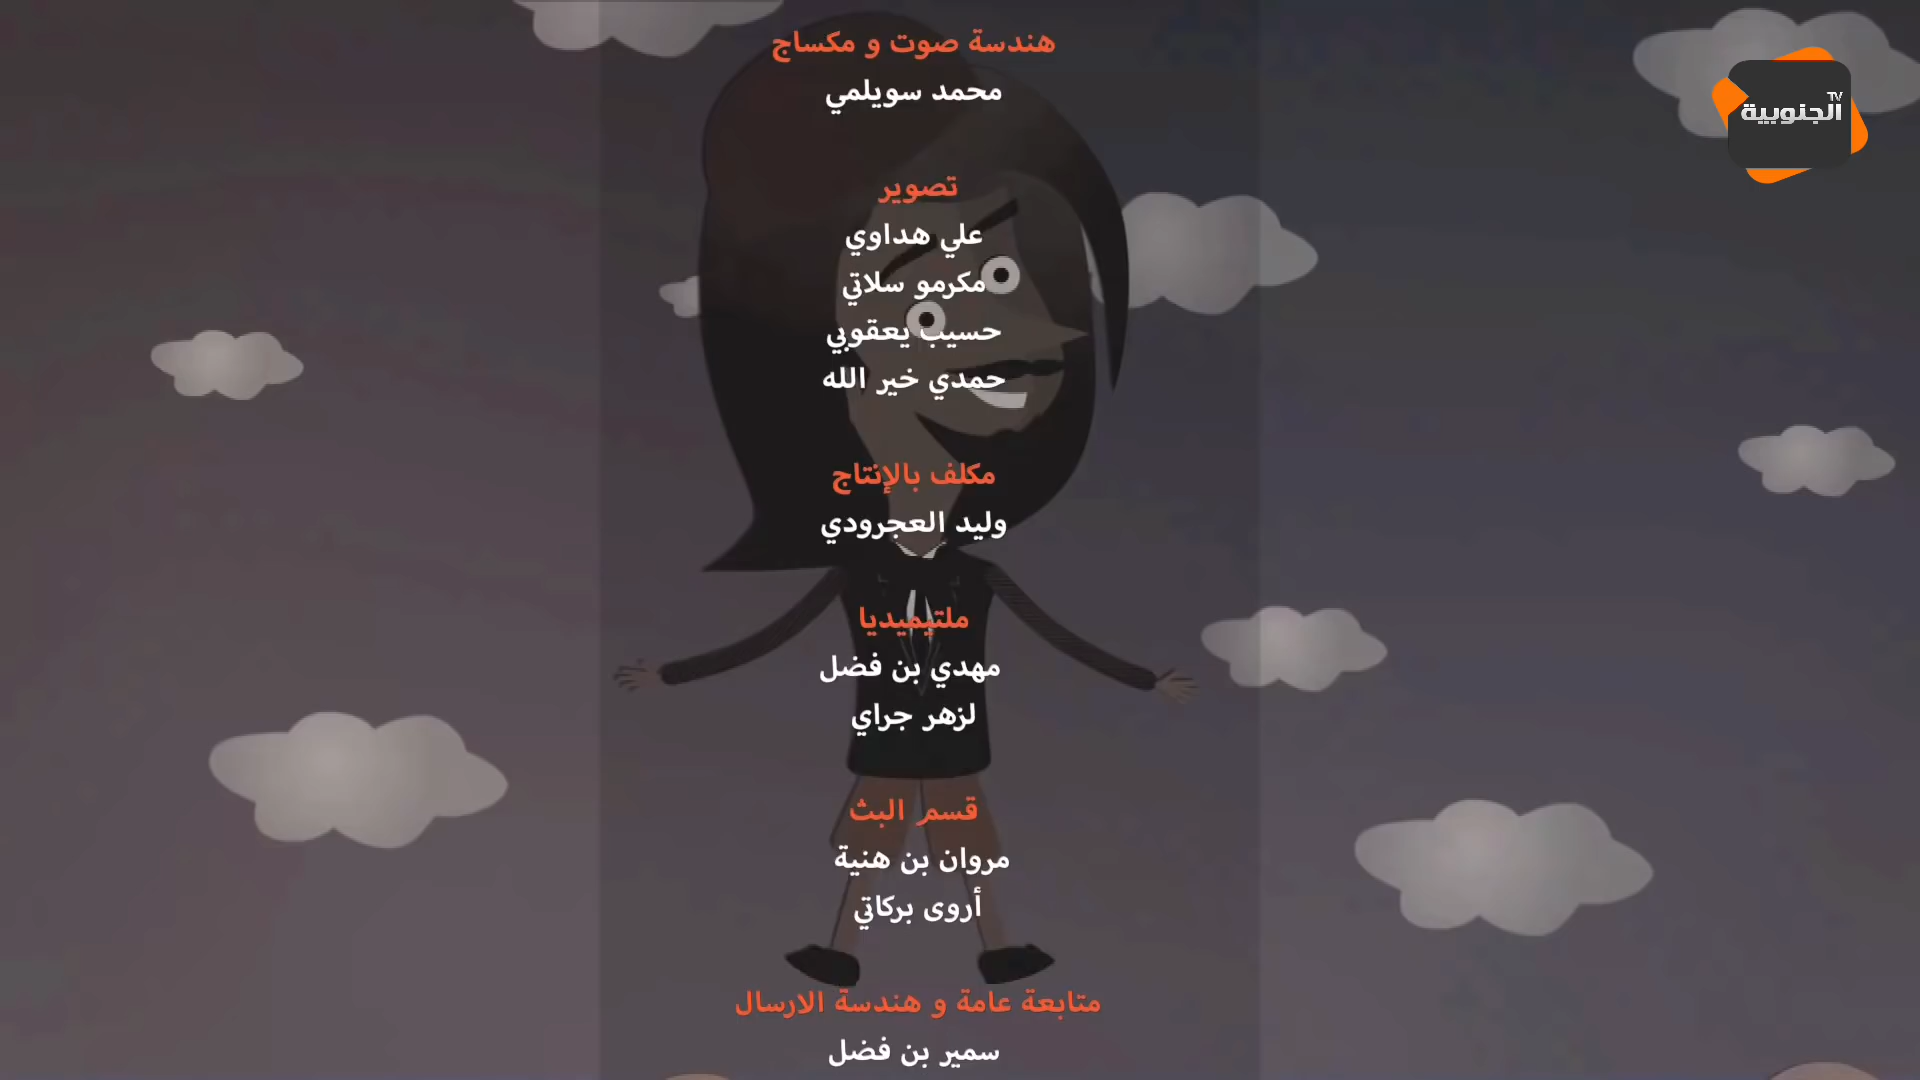 هندسة صوت و مكساج
محمد سويلمي
تصوير
علي هداوي
مكرمو سلاتي
حسيب يعقوبي
حمدي خير الله
مكلف بالإنتاج
وليد العجرودي
ملتيميديا
مهدي بن فضل
لزهر جراي
قسم البث
مروان بن هنية
أروى بركاتي
متابعة عامة و هندسة الارسال
سمير بن فضل
TV
الجنوبية